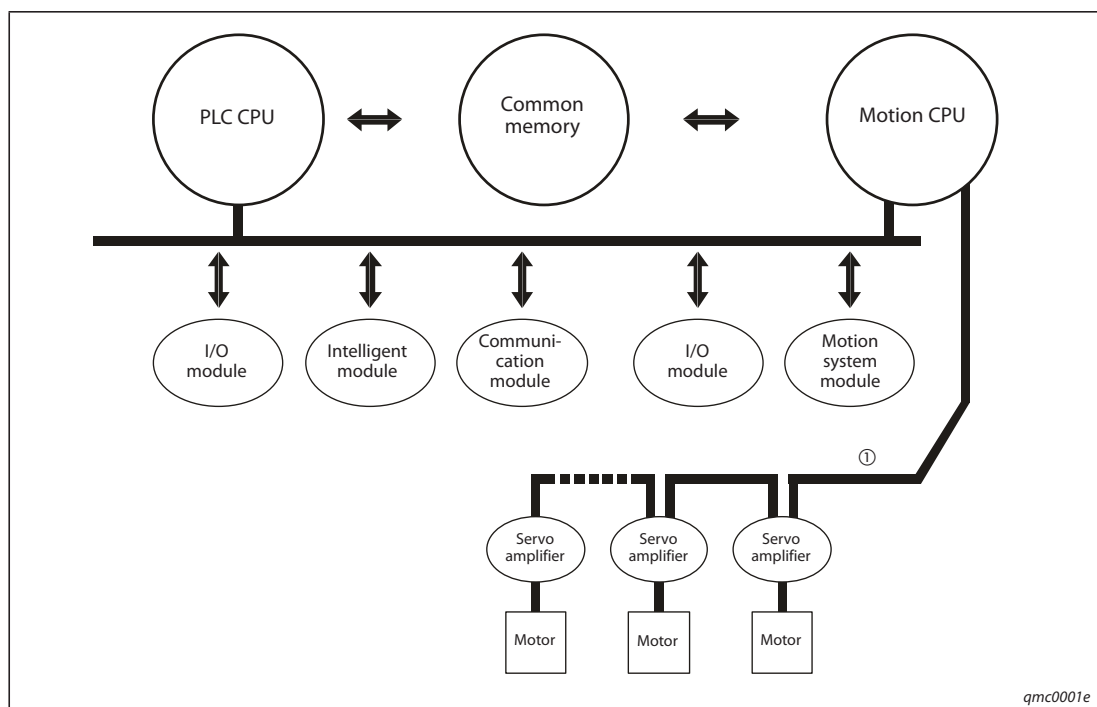 PLC CPU
Common
memory
Motion CPU
I/O
module
Intelligent
module
Communi-
cation
module
I/O
module
Motion
system
module
①
Servo
amplifier
Servo
amplifier
Servo
amplifier
Motor
Motor
Motor
qmc0001e